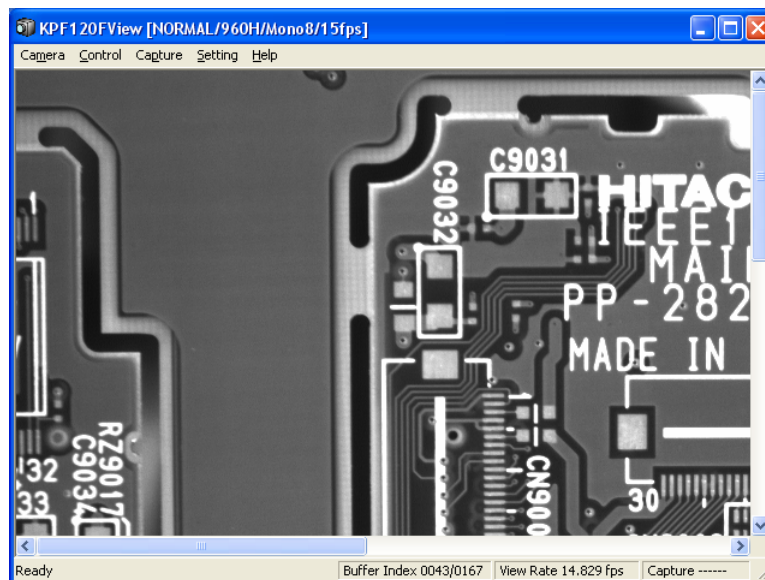 KPF120FView [NORMAL/960H/Mono8/15fps]
Camera Control Capture Setting Help
C9031
C9032
HITAC
IEEE1
MAI
PP-282
MADE IN
1
CN900
RZ9017
C9034
32
33
30
Ready
Buffer Index 0043/0167
View Rate 14.829 fps
Capture ------